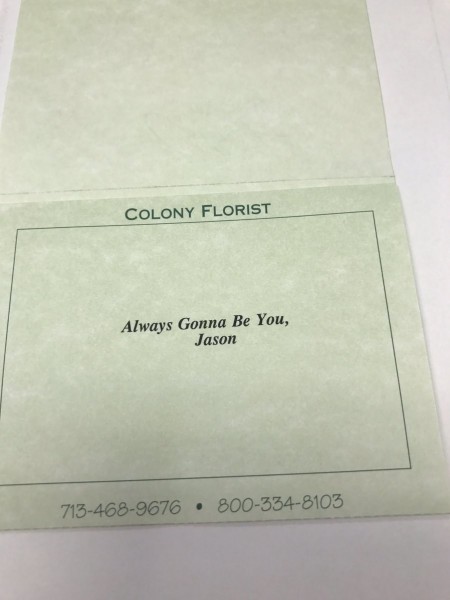 COLONY FLORIST
Always Gonna Be You,
Jason
713-468-9676 • 800-334-8103